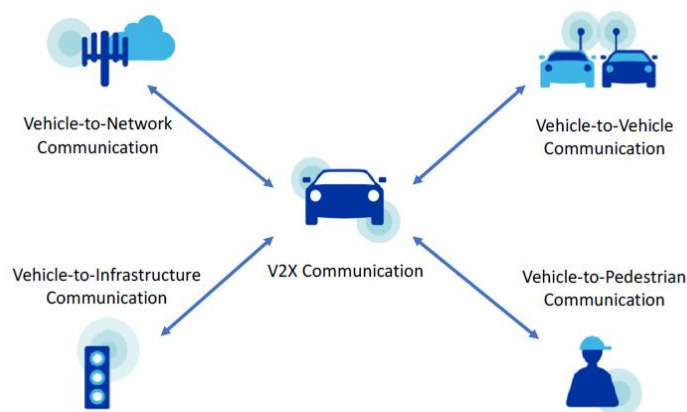 Vehicle-to-Network
Communication
Vehicle-to-Vehicle
Communication
V2X Communication
Vehicle-to-Infrastructure
Communication
Vehicle-to-Pedestrian
Communication